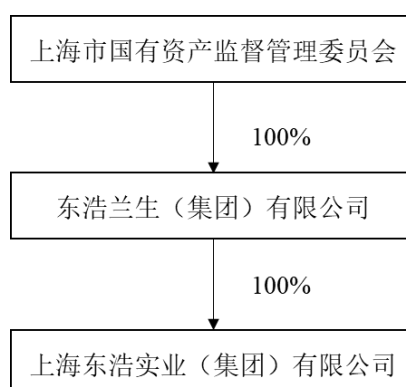 上海市国有资产监督管理委员会
100%
东浩兰生（集团）有限公司
100%
上海东浩实业（集团）有限公司